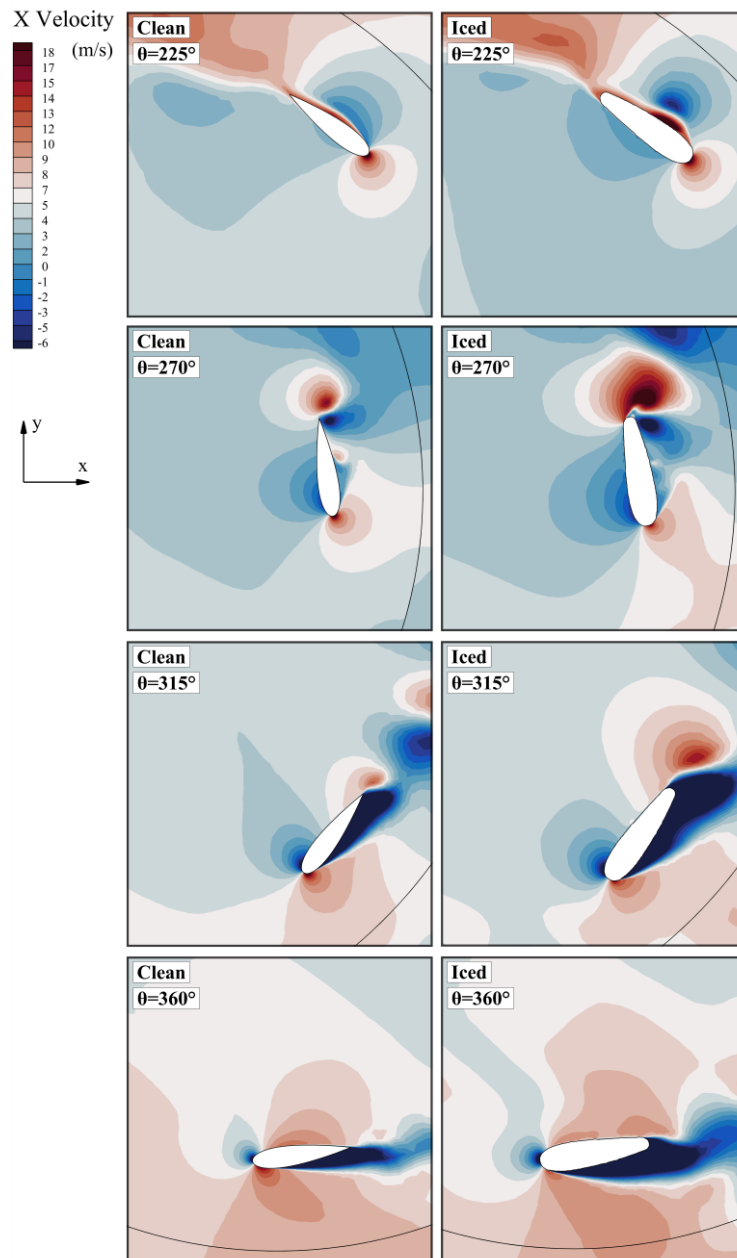 X Velocity
(m/s)
18
17
15
14
13
12
10
9
8
7
5
4
3
2
0
-1
-2
-3
-5
-6
y
x
Clean
θ=225°
Iced
θ=225°
Clean
θ=270°
Iced
θ=270°
Clean
θ=315°
Iced
θ=315°
Clean
θ=360°
Iced
θ=360°